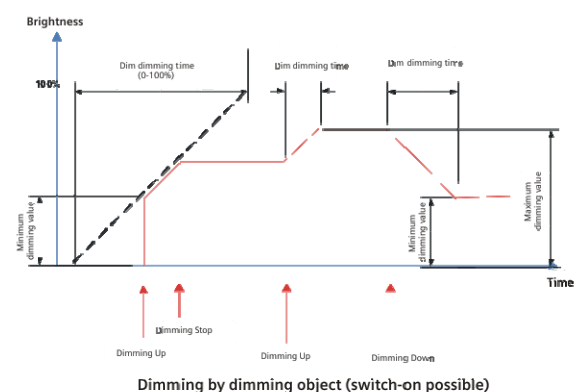 Brightness
Dim dimming time
(0-100%)
Dim dimming time
Dim dimming time
100%
Minimum
dimming value
Minimum
dimming value
Maximum
dimming value
Time
Dimming Stop
Dimming Up
Dimming Up
Dimming Down
Dimming by dimming object (switch-on possible)